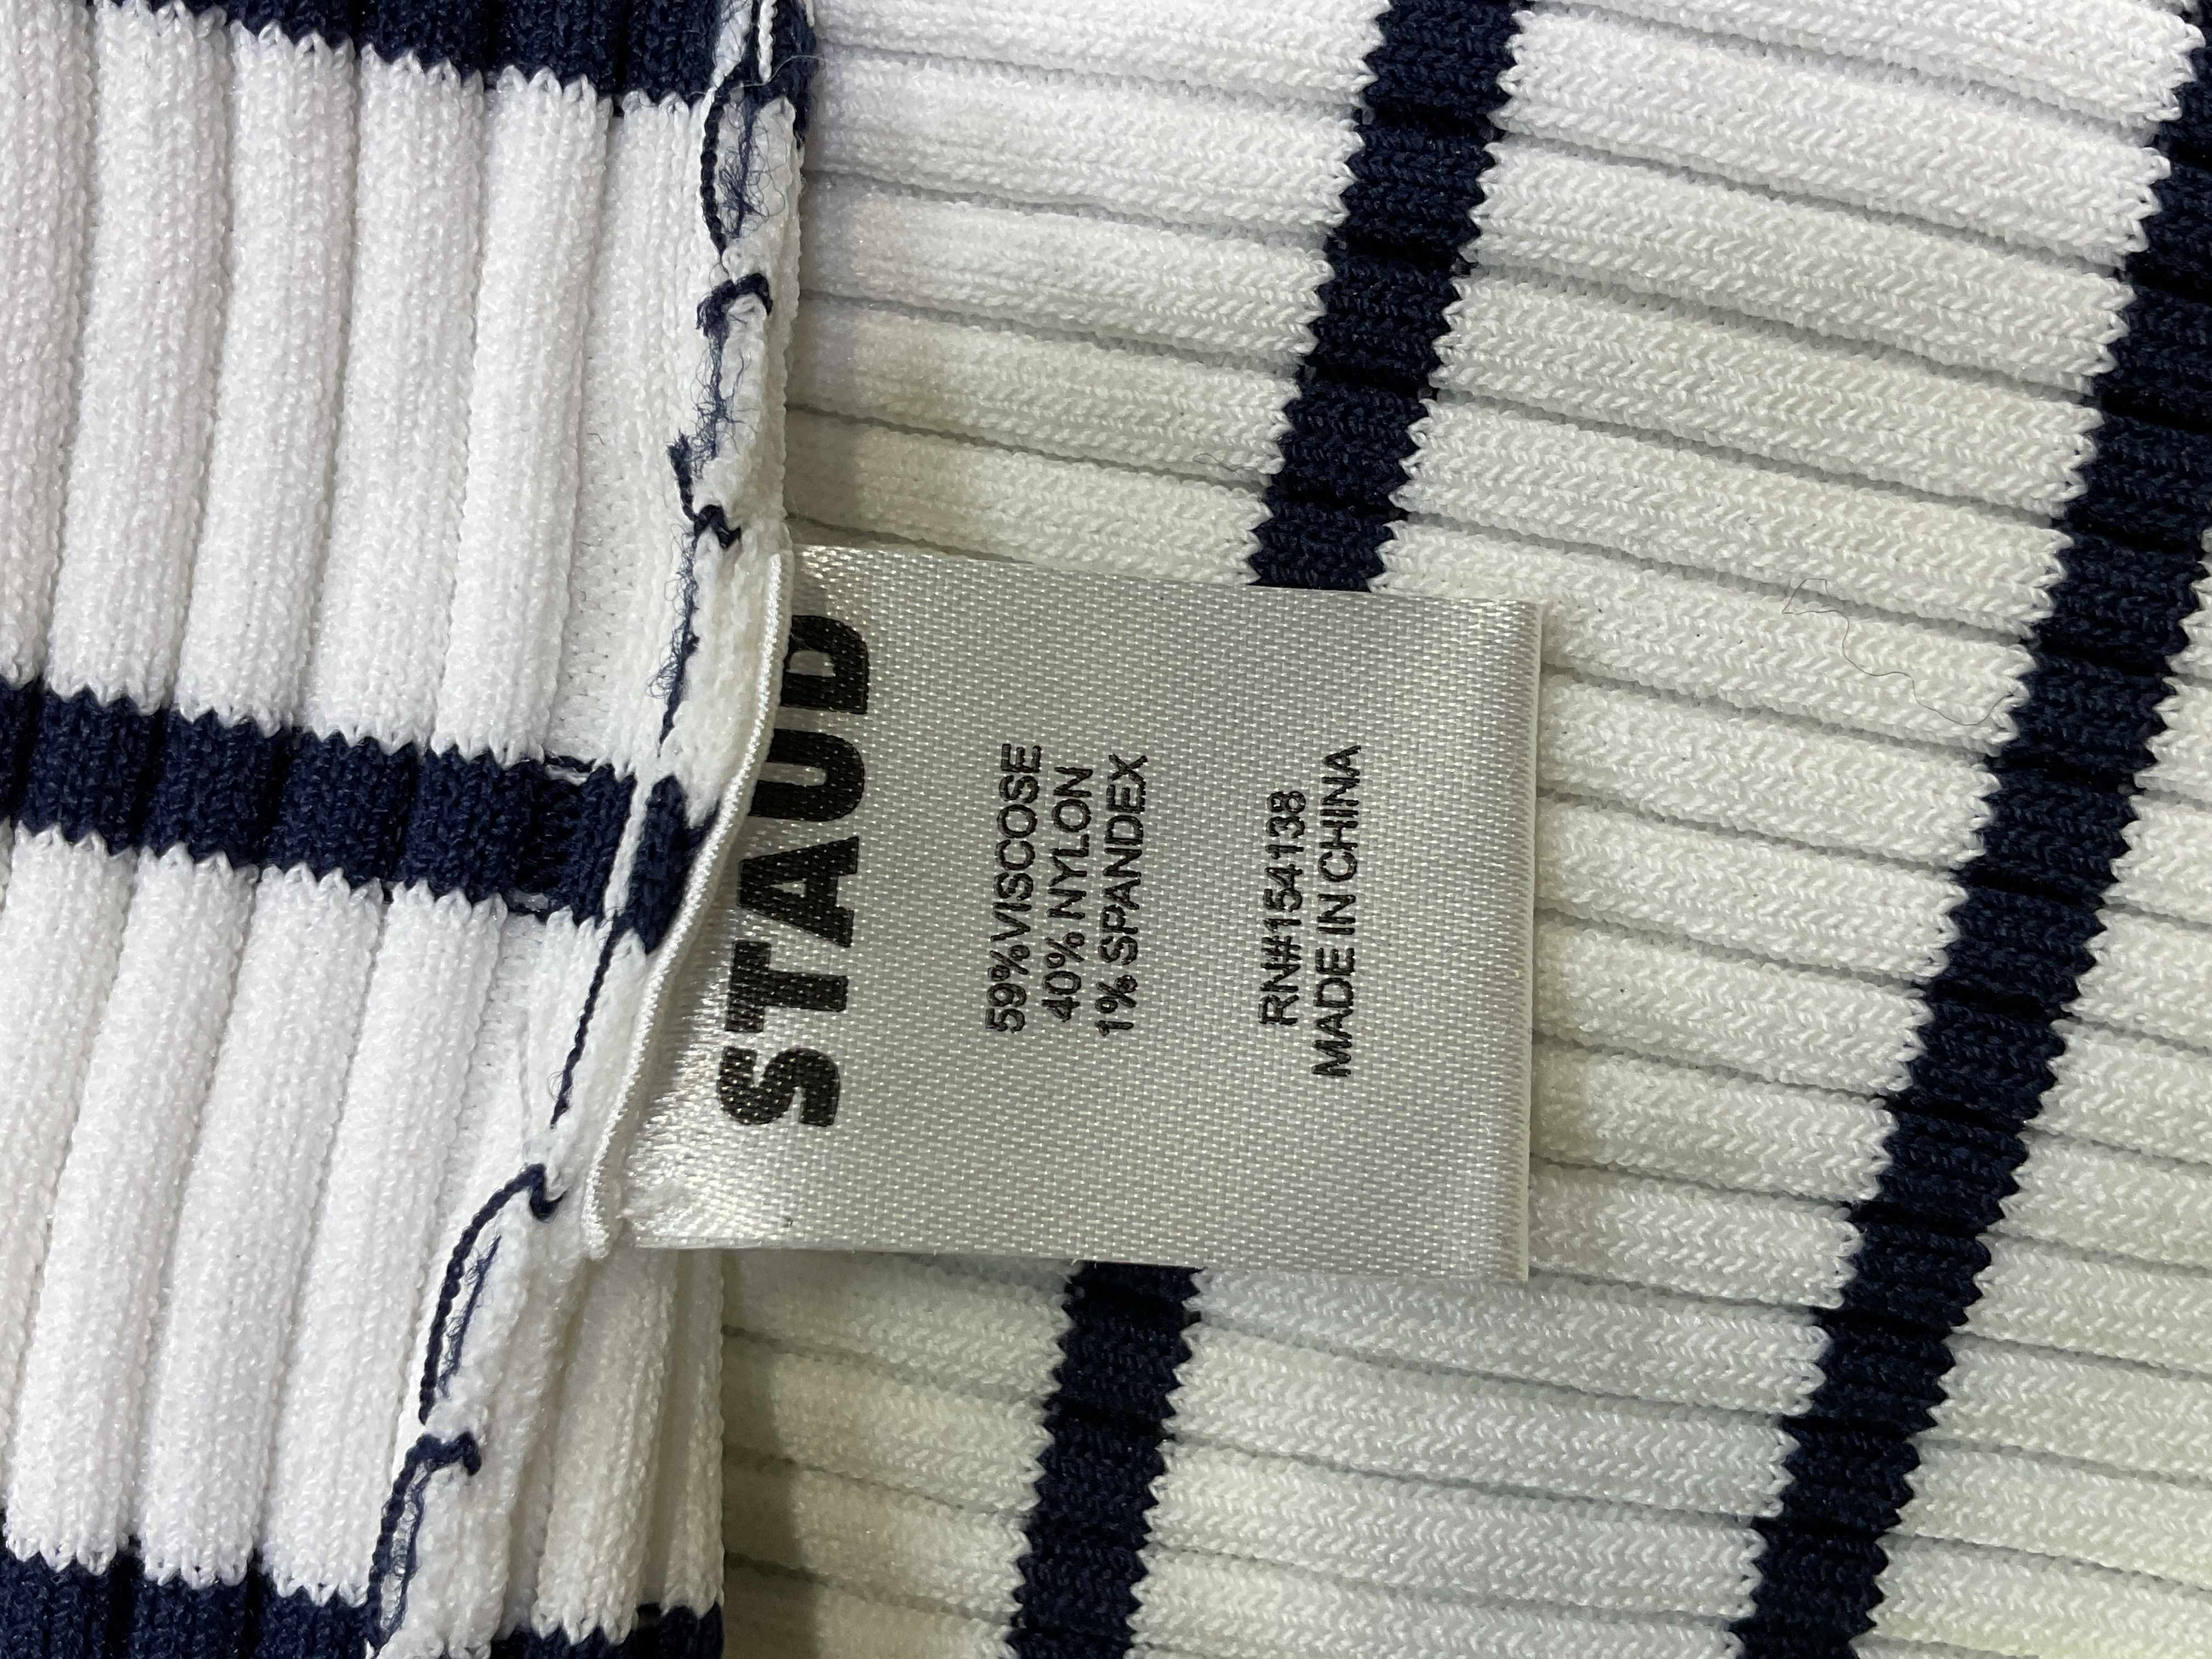 STAUD
59%VISCOSE
40% NYLON
1% SPANDEX
RN#154138
MADE IN CHINA